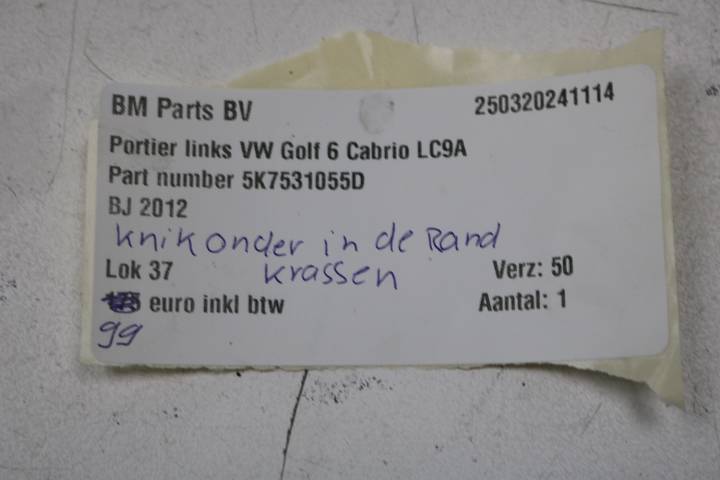 BM Parts BV 250320241114
Portier links VW Golf 6 Cabrio LC9A
Part number 5K7531055D
BJ 2012
knik onder in de Rand
krassen
Lok 37 Verz: 50
euro inkl btw Aantal: 1
99